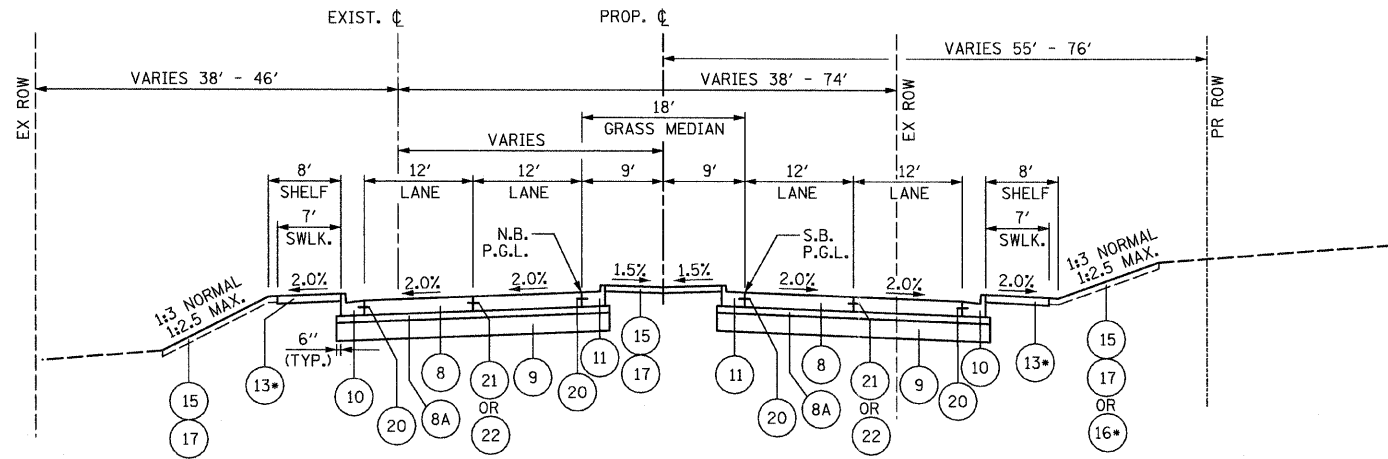 EXIST. ℄
PROP. ℄
VARIES 55' - 76'
VARIES 38' - 46'
VARIES 38' - 74'
EX ROW
EX ROW
PR ROW
18'
GRASS MEDIAN
VARIES
8'
SHELF
12'
LANE
12'
LANE
9'
9'
12'
LANE
12'
LANE
8'
SHELF
7'
SWLK.
N.B.
P.G.L.
S.B.
P.G.L.
7'
SWLK.
1:3 NORMAL
1:2.5 MAX.
2.0%
2.0%
2.0%
1.5%
1.5%
2.0%
2.0%
2.0%
1:3 NORMAL
1:2.5 MAX.
6"
(TYP.)
15
17
13*
10
20
8
8A
21
OR
22
9
20
11
15
17
11
20
8A
8
21
OR
22
9
20
10
13*
15
17
OR
16*